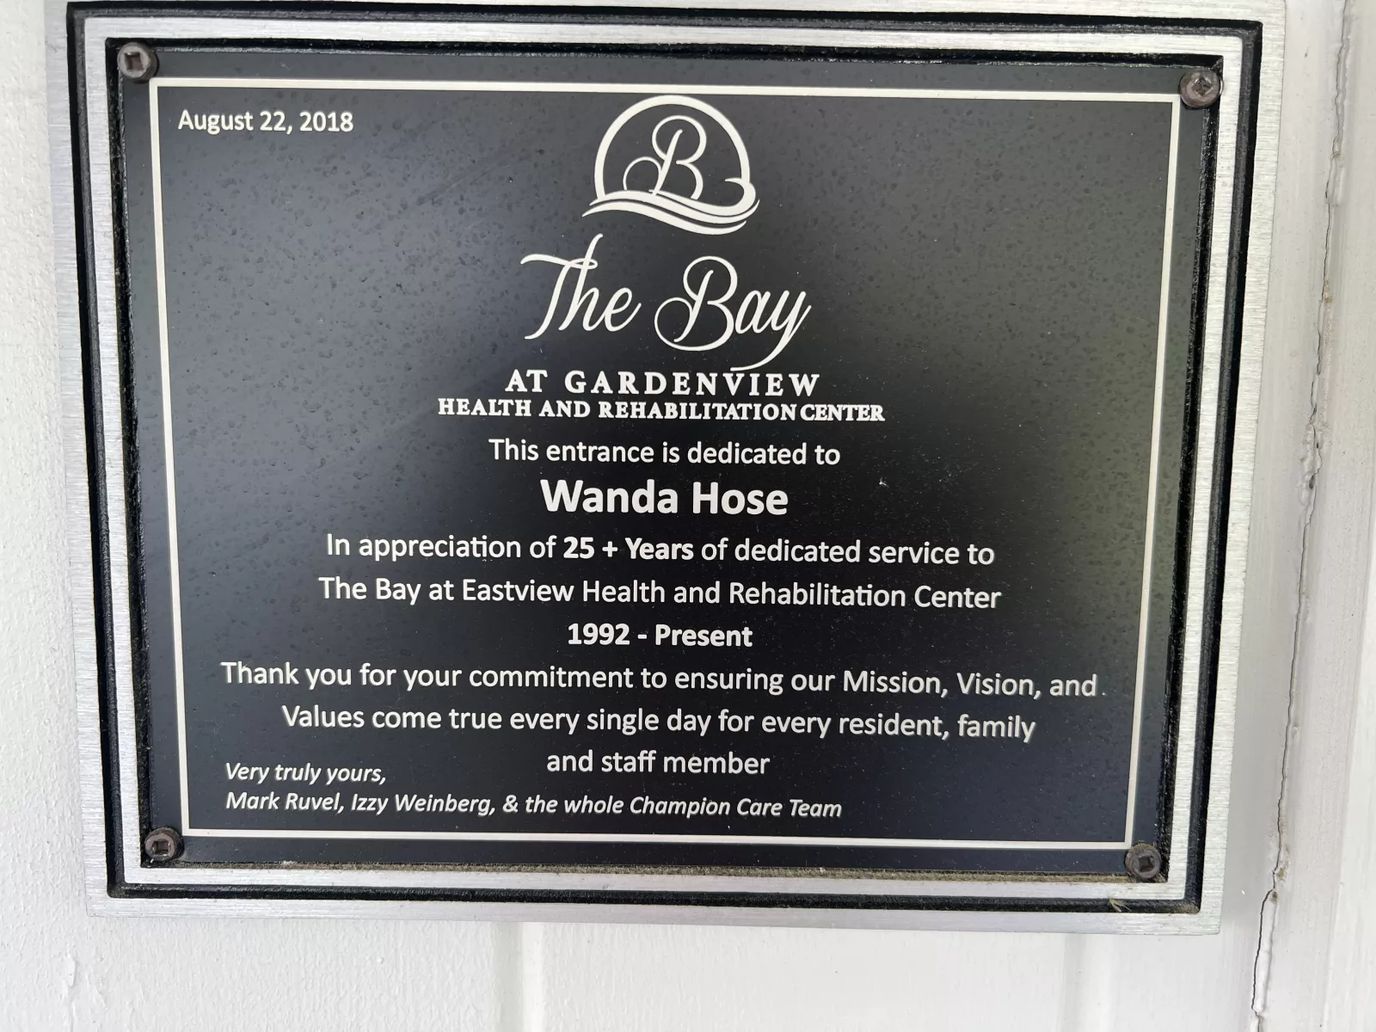 August 22, 2018
B
The Bay
AT GARDENVIEW
HEALTH AND REHABILITATION CENTER
This entrance is dedicated to
Wanda Hose
In appreciation of 25 + Years of dedicated service to
The Bay at Eastview Health and Rehabilitation Center
1992 - Present
Thank you for your commitment to ensuring our Mission, Vision, and
Values come true every single day for every resident, family
and staff member
Very truly yours,
Mark Ruvel, Izzy Weinberg, & the whole Champion Care Team